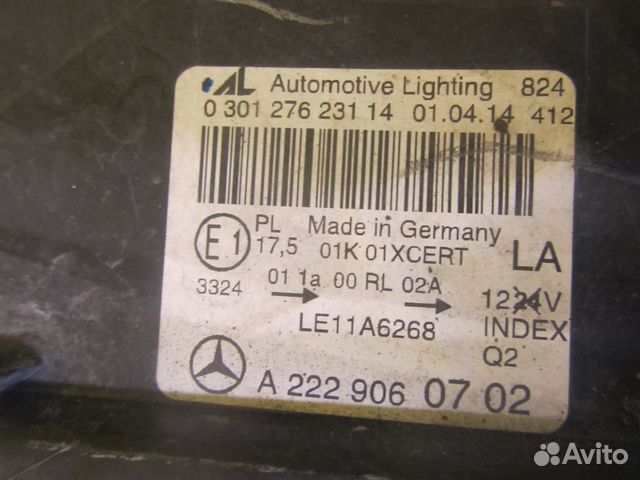 AL Automotive Lighting 824
0 301 276 231 14 01.04.14 412
E1 PL Made in Germany
17,5 01K 01XCERT LA
3324 01 1a 00 RL 02A
1224V
LE11A6268 INDEX
Q2
A 222 906 07 02
Avito